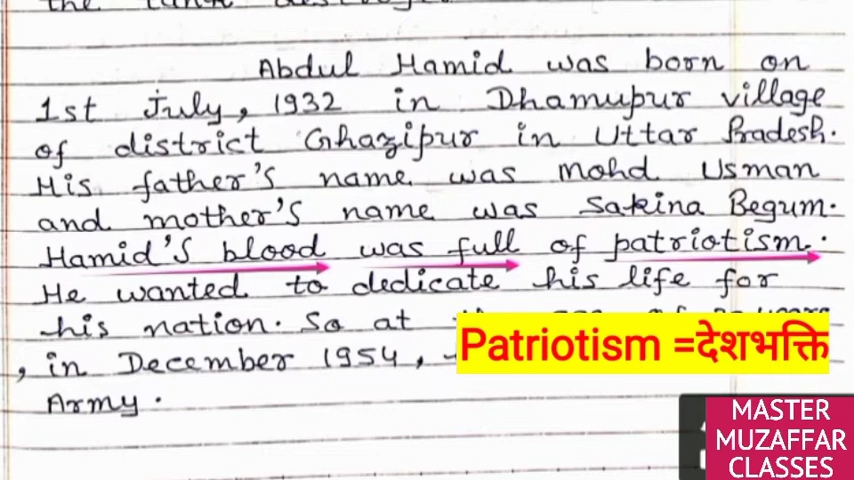 Abdul Hamid was born on
1st July, 1932 in Dhamupur village
of district Ghazipur in Uttar Pradesh.
His father's name was Mohd Usman
and mother's name was Sakina Begum.
Hamid's blood was full of patriotism.
He wanted to dedicate his life for
his nation. So at
, in December 1954,
Army.
Patriotism =देशभक्ति
MASTER
MUZAFFAR
CLASSES